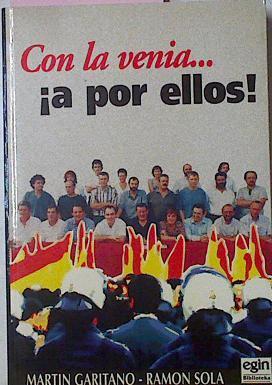 Con la venia...
¡a por ellos!
MARTIN GARITANO - RAMON SOLA
egin
Biblioteka